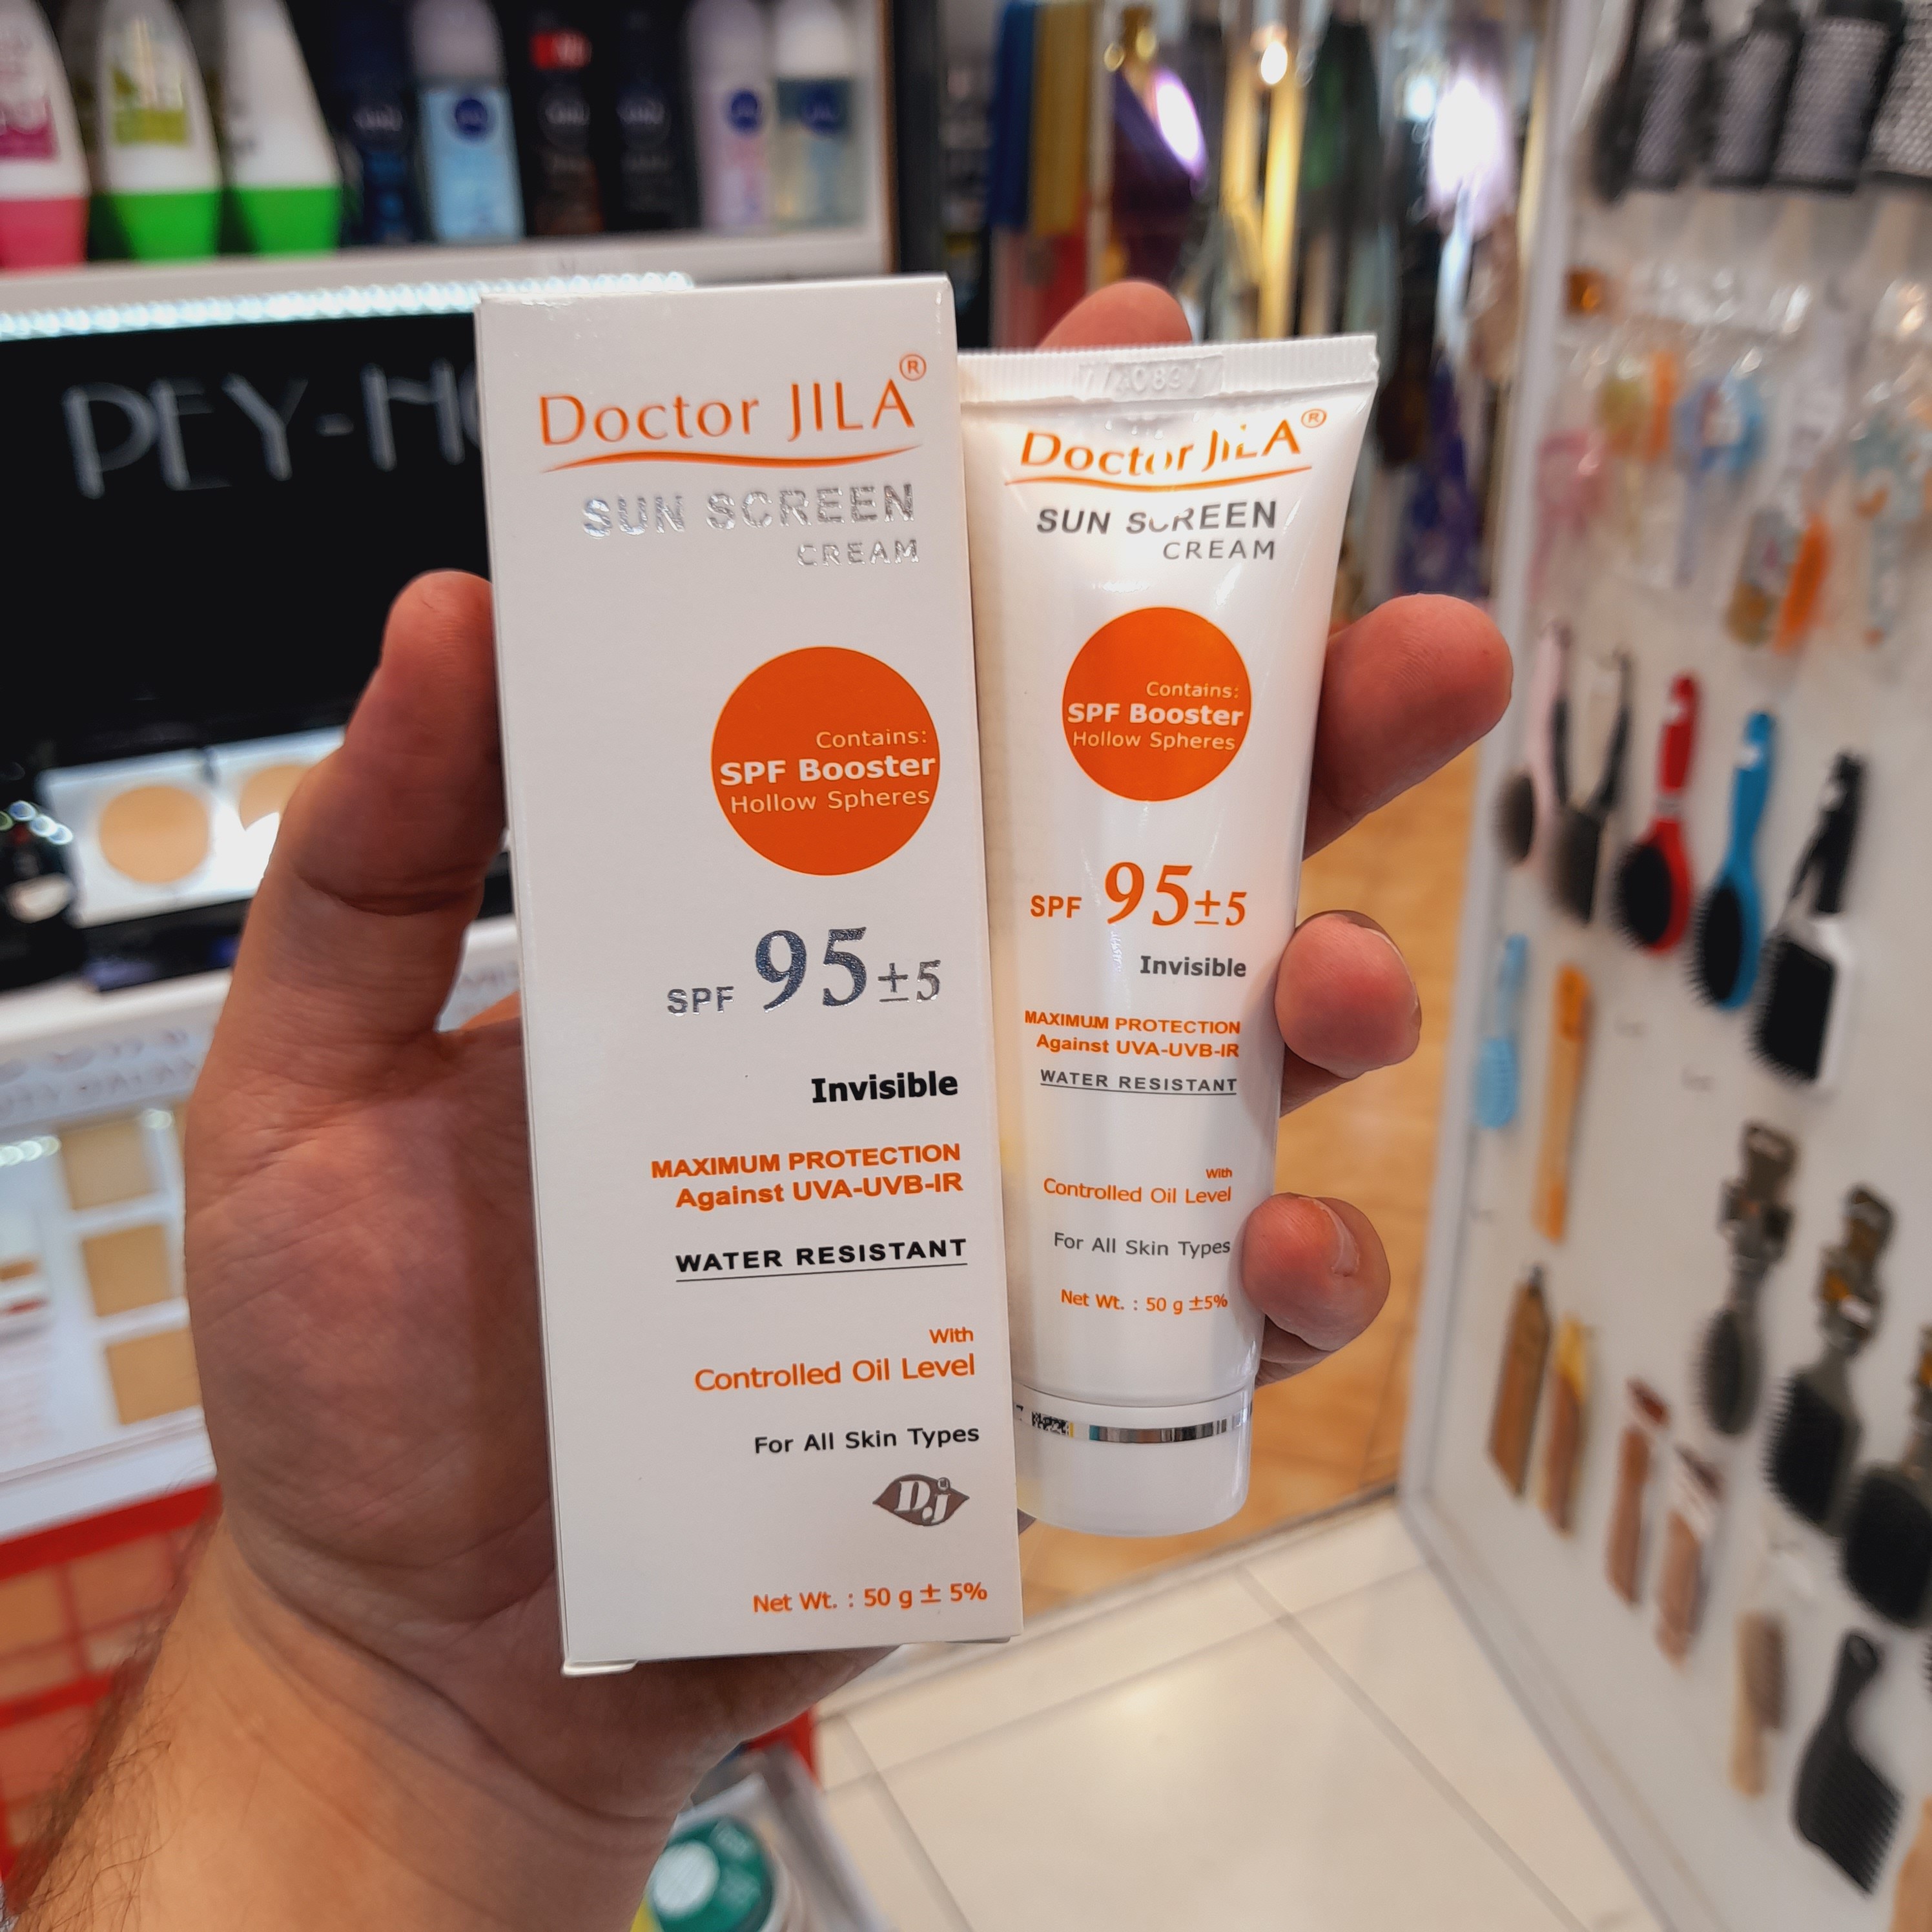 PEY-
Doctor JILA®
SUN SCREEN
CREAM
Contains:
SPF Booster
Hollow Spheres
SPF 95±5
Invisible
MAXIMUM PROTECTION
Against UVA-UVB-IR
WATER RESISTANT
With
Controlled Oil Level
For All Skin Types
Dj®
Net Wt. : 50 g ± 5%
Doctor JILA®
SUN SCREEN
CREAM
Contains:
SPF Booster
Hollow Spheres
SPF 95±5
Invisible
MAXIMUM PROTECTION
Against UVA-UVB-IR
WATER RESISTANT
With
Controlled Oil Level
For All Skin Types
Net Wt. : 50 g ±5%